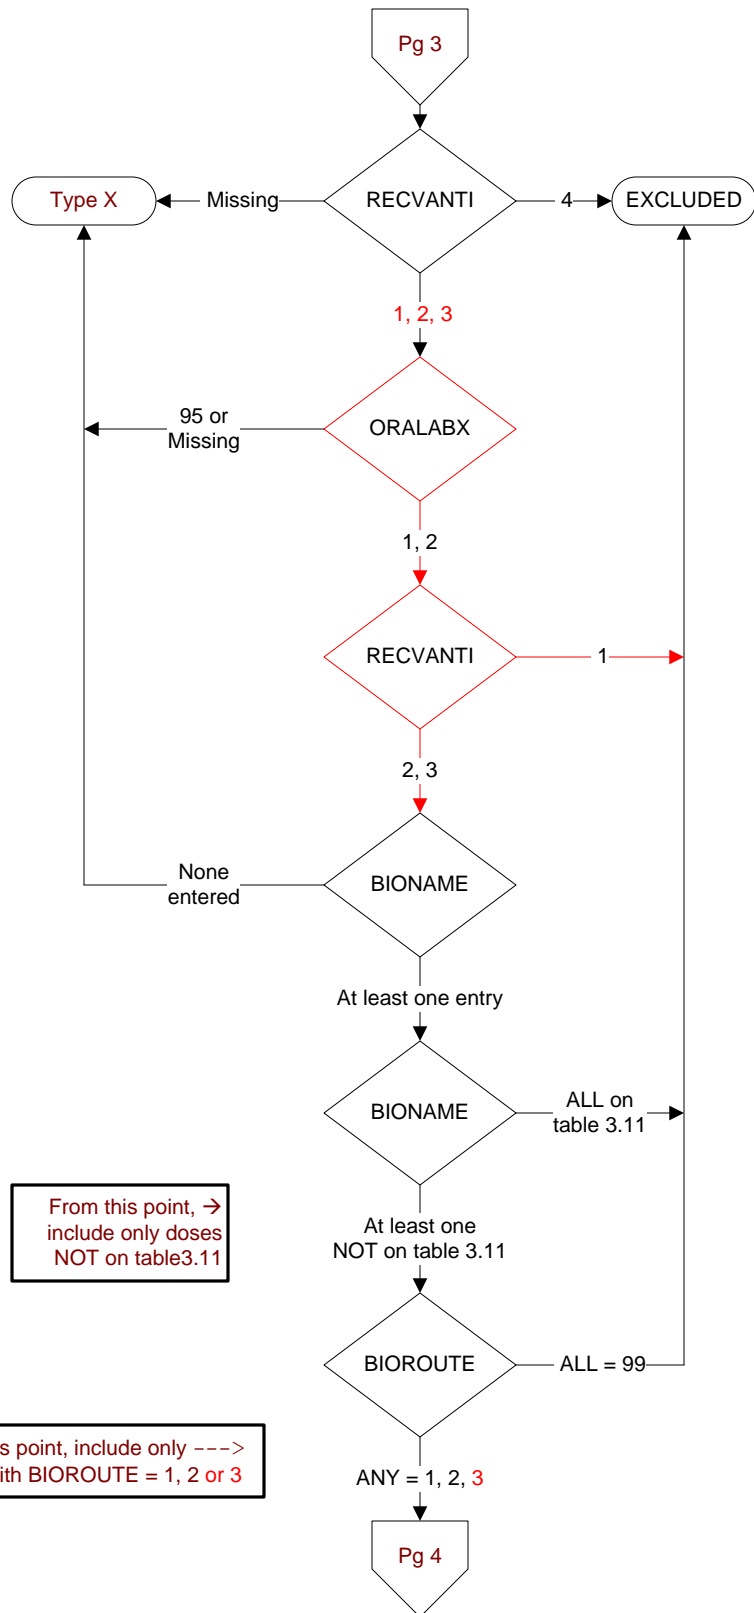 Pg 3
Type X
Missing
RECVANTI
4
EXCLUDED
1, 2, 3
95 or
Missing
ORALABX
1, 2
RECVANTI
1
2, 3
None
entered
BIONAME
At least one entry
BIONAME
ALL on
table 3.11
From this point, →
include only doses
NOT on table3.11
At least one
NOT on table 3.11
BIOROUTE
ALL = 99
s point, include only --->
ith BIOROUTE = 1, 2 or 3
ANY = 1, 2, 3
Pg 4